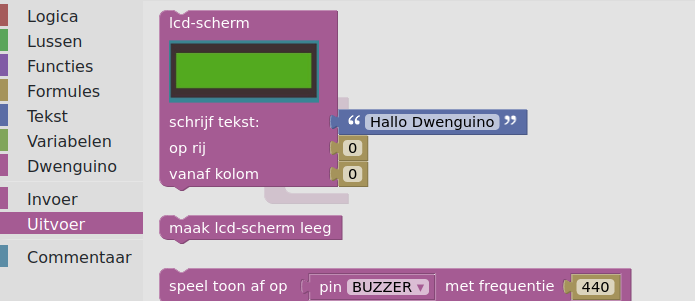 Logica
Lussen
Functies
Formules
Tekst
Variabelen
Dwenguino
Invoer
Uitvoer
Commentaar
lcd-scherm
schrijf tekst: “ Hallo Dwenguino ”
op rij 0
vanaf kolom 0
maak lcd-scherm leeg
speel toon af op pin BUZZER ▾ met frequentie 440